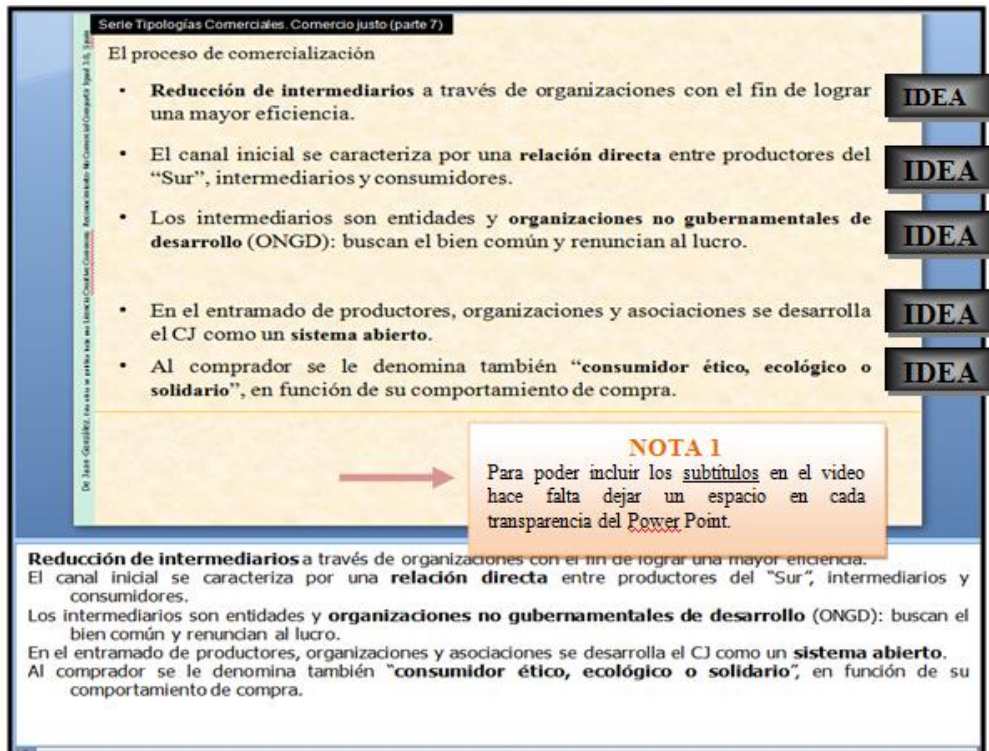 Serie Tipologías Comerciales. Comercio justo (parte 7)
El proceso de comercialización
• Reducción de intermediarios a través de organizaciones con el fin de lograr
una mayor eficiencia.
IDEA
• El canal inicial se caracteriza por una relación directa entre productores del
“Sur”, intermediarios y consumidores.
IDEA
• Los intermediarios son entidades y organizaciones no gubernamentales de
desarrollo (ONGD): buscan el bien común y renuncian al lucro.
IDEA
• En el entramado de productores, organizaciones y asociaciones se desarrolla
el CJ como un sistema abierto.
IDEA
• Al comprador se le denomina también “consumidor ético, ecológico o
solidario”, en función de su comportamiento de compra.
IDEA
NOTA 1
Para poder incluir los subtítulos en el video
hace falta dejar un espacio en cada
transparencia del Power Point.
Reducción de intermediarios a través de organizaciones con el fin de lograr una mayor eficiencia.
El canal inicial se caracteriza por una relación directa entre productores del “Sur”, intermediarios y
consumidores.
Los intermediarios son entidades y organizaciones no gubernamentales de desarrollo (ONGD): buscan el
bien común y renuncian al lucro.
En el entramado de productores, organizaciones y asociaciones se desarrolla el CJ como un sistema abierto.
Al comprador se le denomina también “consumidor ético, ecológico o solidario”, en función de su
comportamiento de compra.